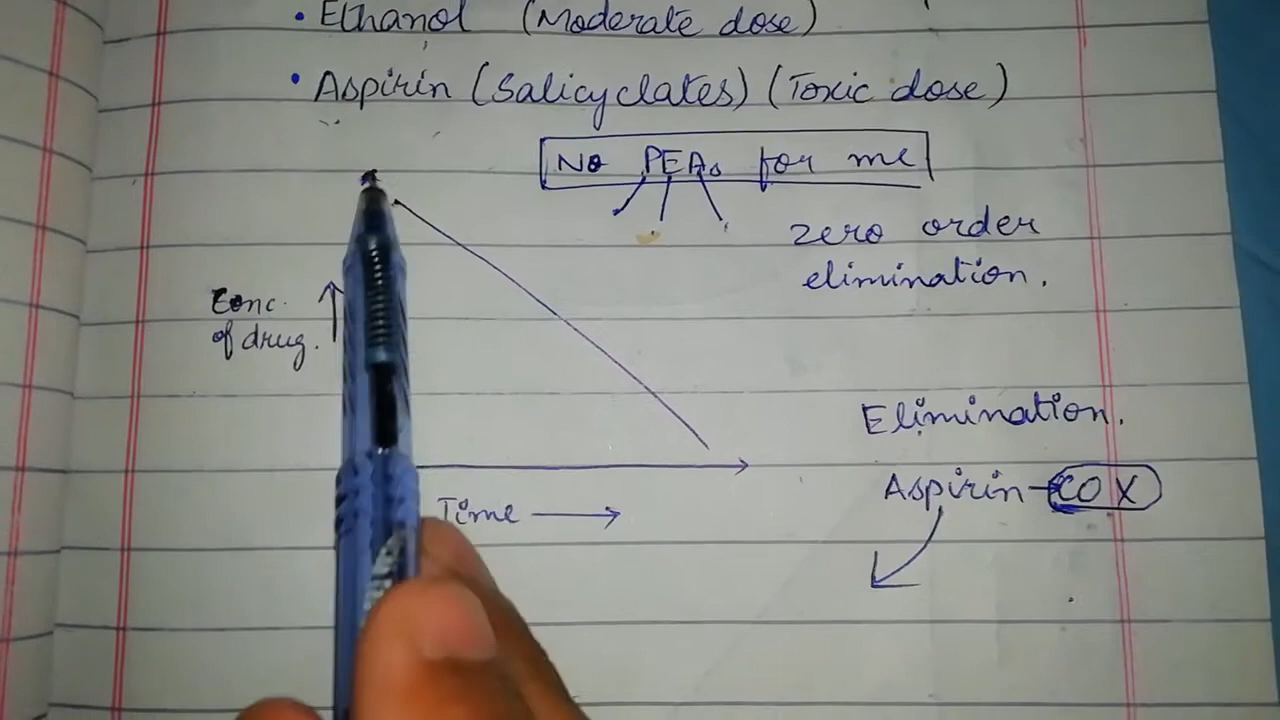 • Ethanol (Moderate dose)
• Aspirin (Salicyclates) (Toxic dose)
No PEAs for me
zero order
elimination.
Conc.
of drug.
Elimination.
Aspirin - COX
Time